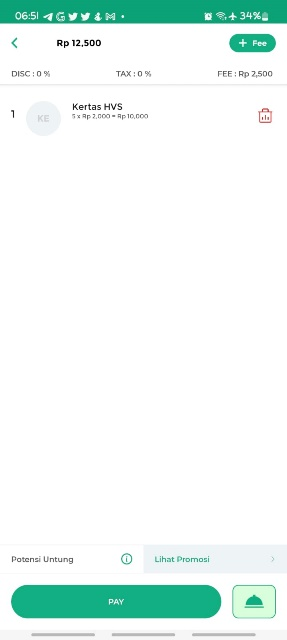 06:51
34%
Rp 12,500
+ Fee
DISC : 0 %
TAX : 0 %
FEE : Rp 2,500
1
KE
Kertas HVS
5 x Rp 2,000 = Rp 10,000
Potensi Untung
Lihat Promosi
PAY